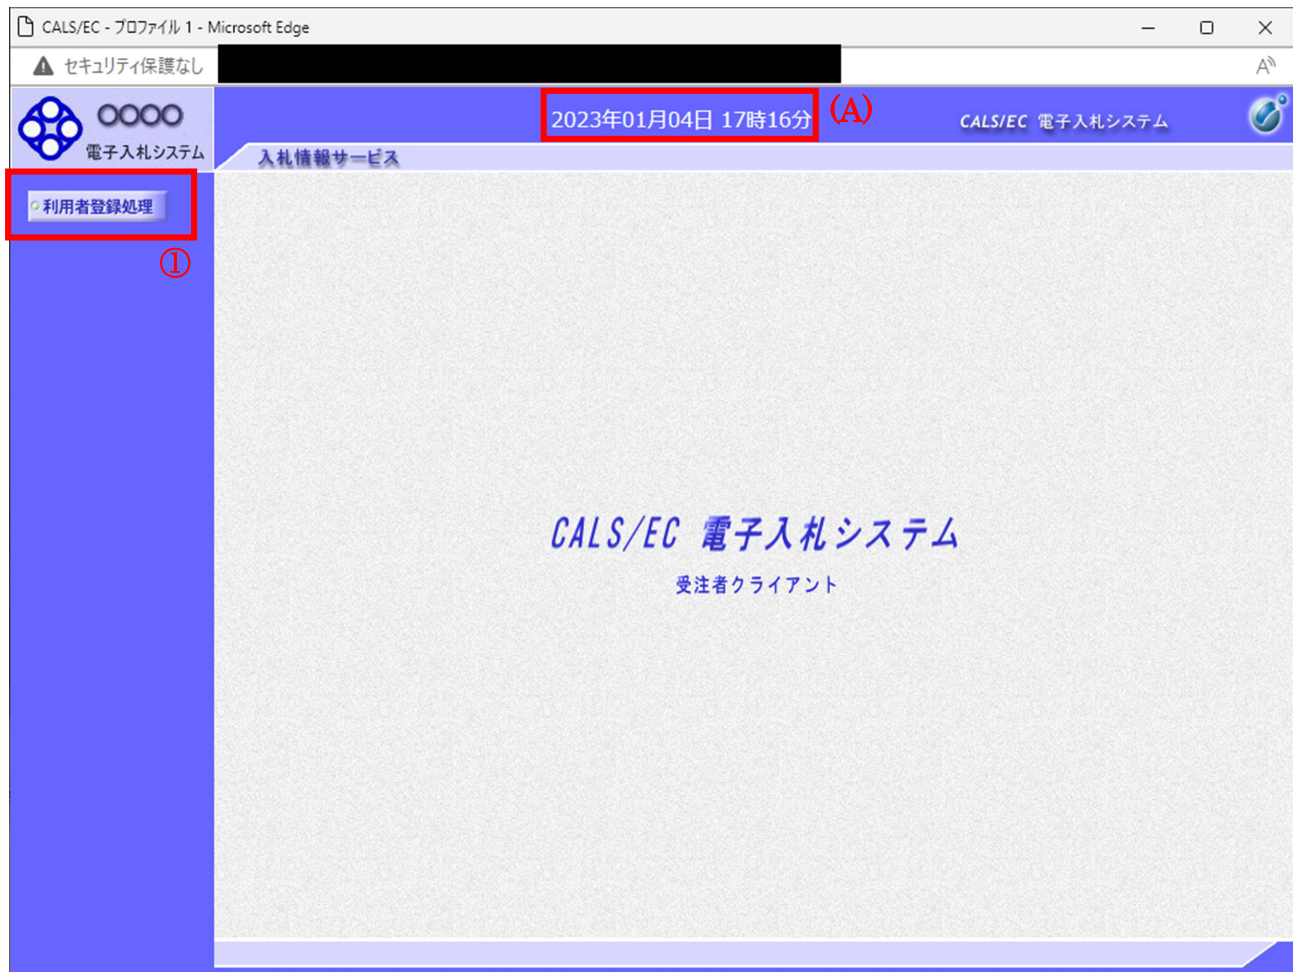 CALS/EC - プロファイル 1 - Microsoft Edge
セキュリティ保護なし
○○○○
電子入札システム
2023年01月04日 17時16分
(A)
CALS/EC 電子入札システム
入札情報サービス
利用者登録処理
①
CALS/EC 電子入札システム
受注者クライアント